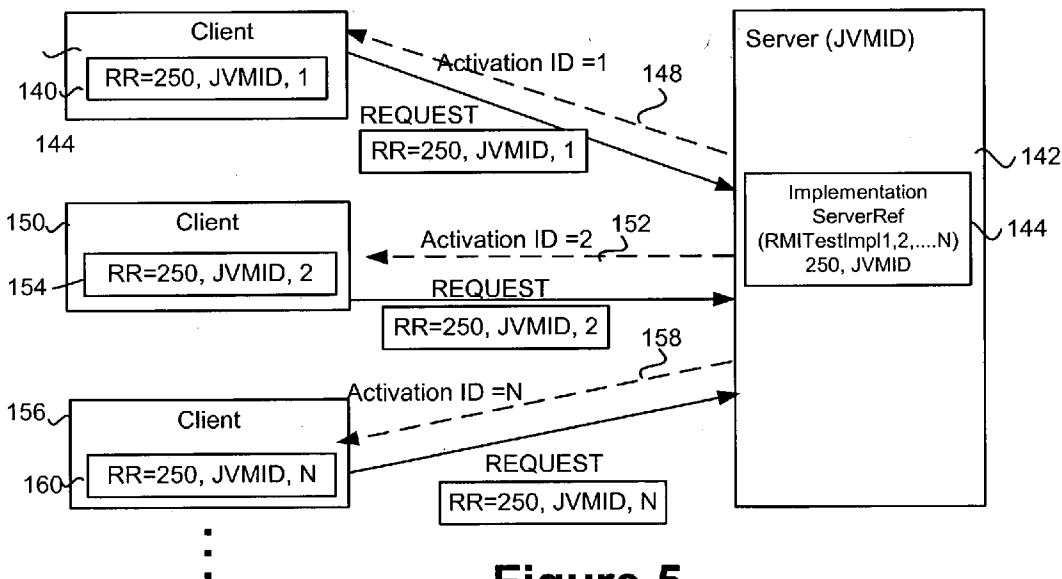 Client
Server (JVMID)
Activation ID =1
148
140
RR=250, JVMID, 1
REQUEST
144
RR=250, JVMID, 1
142
Implementation
ServerRef
(RMITestImpl1,2,....N)
250, JVMID
144
150
Client
Activation ID =2
152
154
RR=250, JVMID, 2
REQUEST
RR=250, JVMID, 2
158
Activation ID =N
156
Client
160
RR=250, JVMID, N
REQUEST
RR=250, JVMID, N
Figure 5